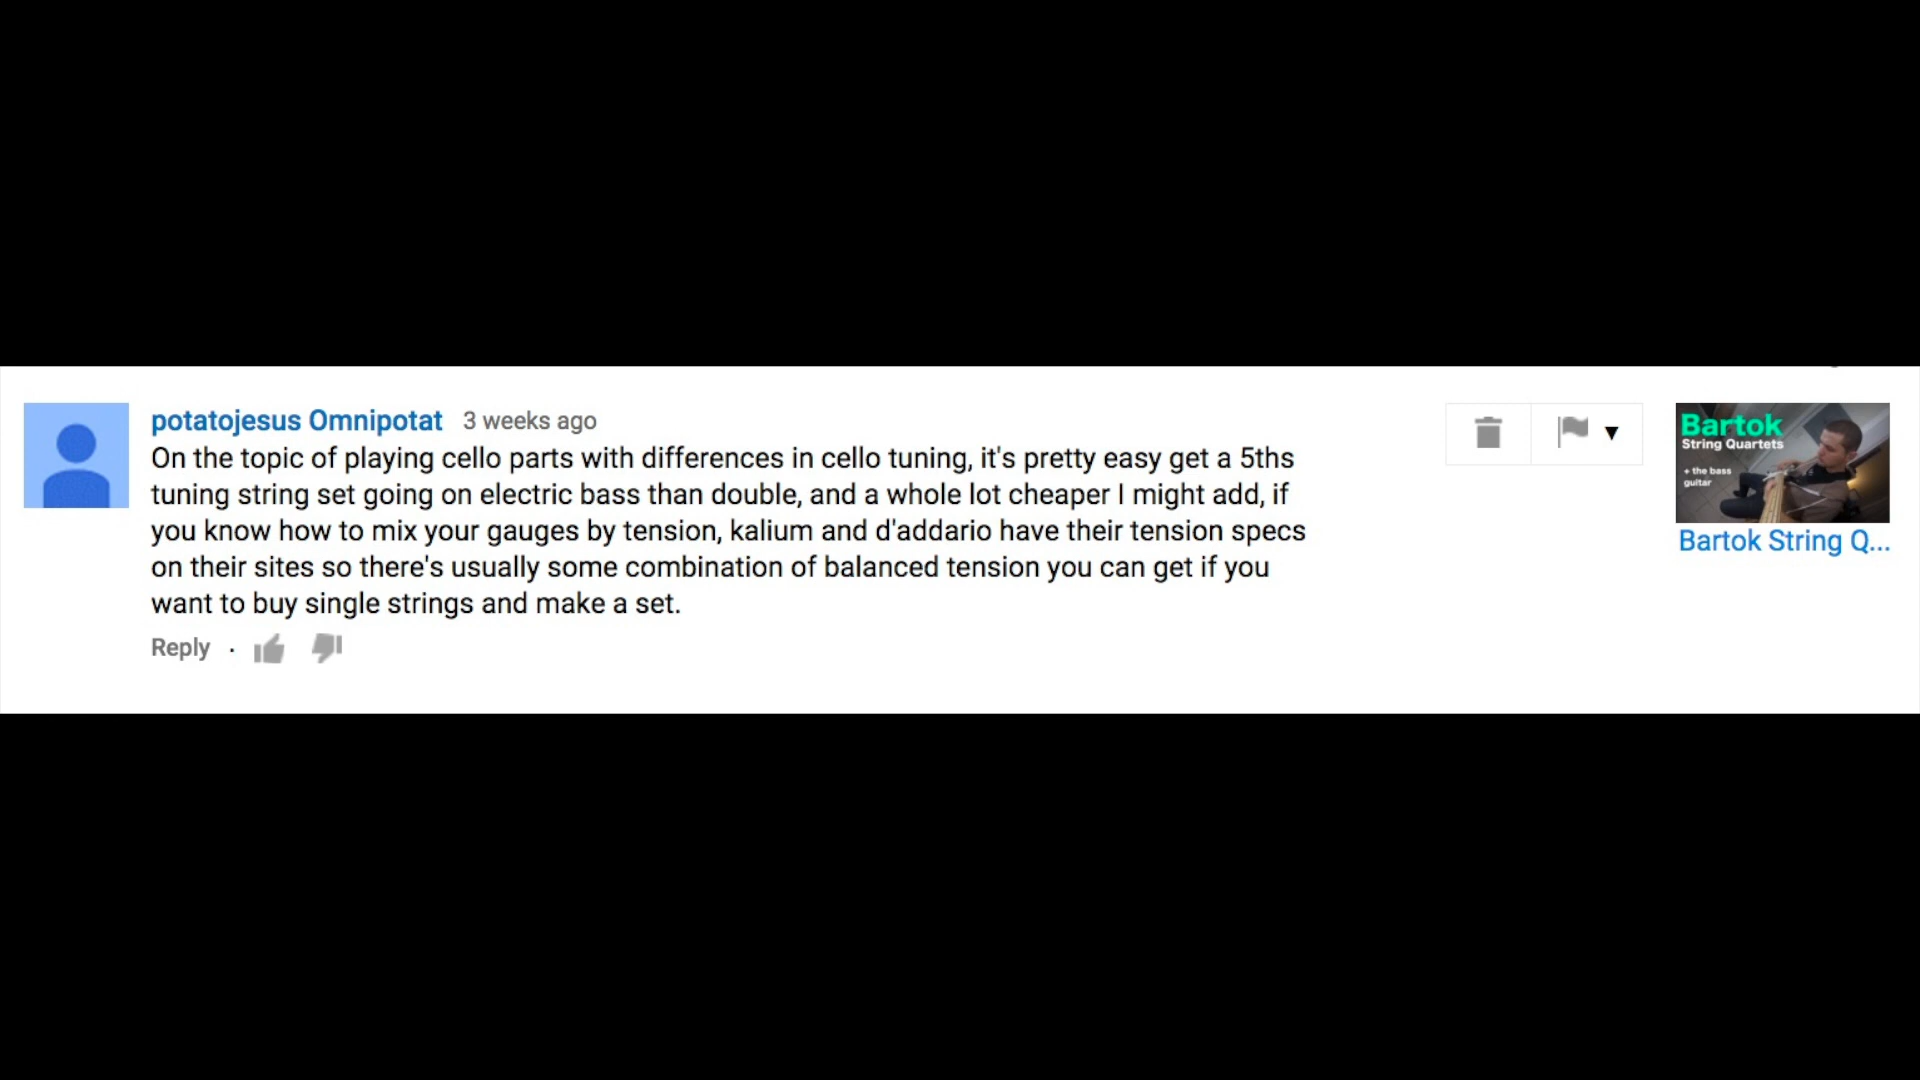 potatojesus Omnipotat 3 weeks ago
On the topic of playing cello parts with differences in cello tuning, it's pretty easy get a 5ths
tuning string set going on electric bass than double, and a whole lot cheaper I might add, if
you know how to mix your gauges by tension, kalium and d'addario have their tension specs
on their sites so there's usually some combination of balanced tension you can get if you
want to buy single strings and make a set.
Reply ·
Bartok
String Quartets
+ the bass
guitar
Bartok String Q...